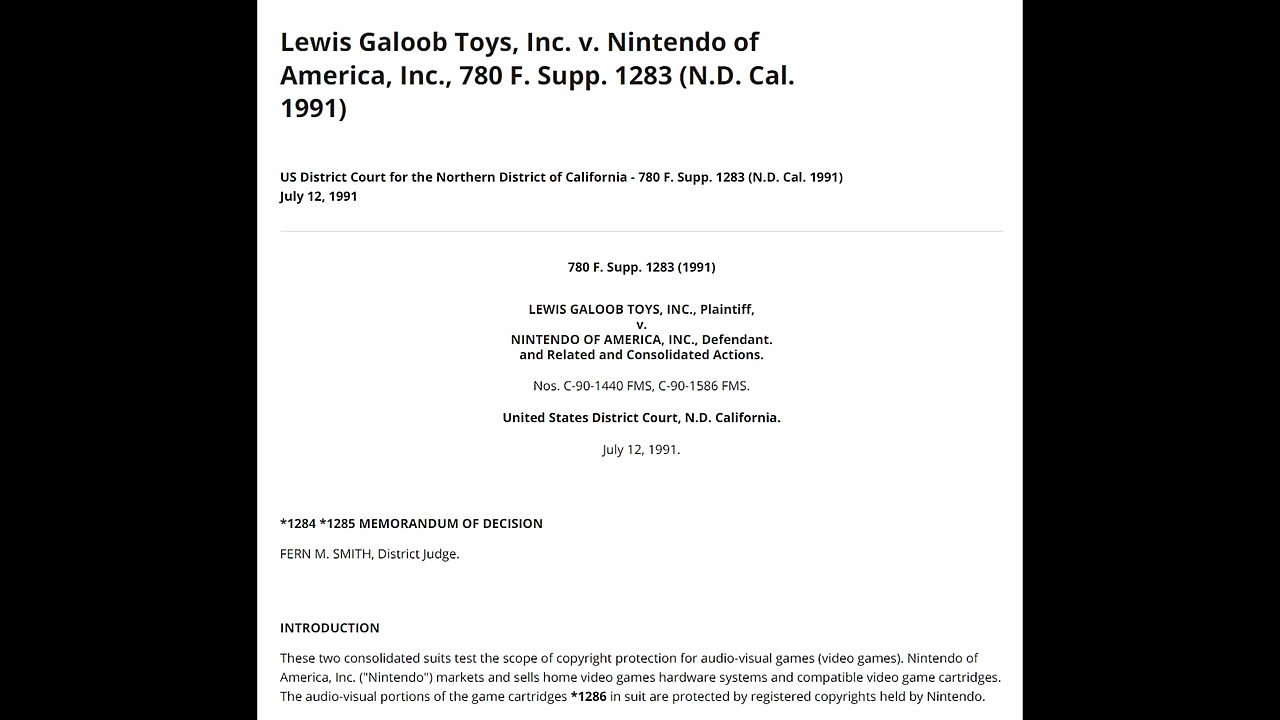 Lewis Galoob Toys, Inc. v. Nintendo of
America, Inc., 780 F. Supp. 1283 (N.D. Cal.
1991)
US District Court for the Northern District of California - 780 F. Supp. 1283 (N.D. Cal. 1991)
July 12, 1991
780 F. Supp. 1283 (1991)
LEWIS GALOOB TOYS, INC., Plaintiff,
v.
NINTENDO OF AMERICA, INC., Defendant.
and Related and Consolidated Actions.
Nos. C-90-1440 FMS, C-90-1586 FMS.
United States District Court, N.D. California.
July 12, 1991.
*1284 *1285 MEMORANDUM OF DECISION
FERN M. SMITH, District Judge.
INTRODUCTION
These two consolidated suits test the scope of copyright protection for audio-visual games (video games). Nintendo of
America, Inc. ("Nintendo") markets and sells home video games hardware systems and compatible video game cartridges.
The audio-visual portions of the game cartridges *1286 in suit are protected by registered copyrights held by Nintendo.